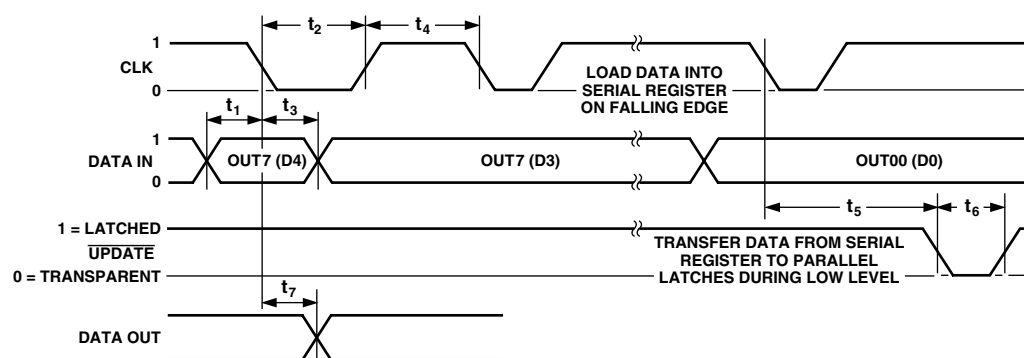 t2
t4
1
CLK
0
LOAD DATA INTO
SERIAL REGISTER
ON FALLING EDGE
t1
t3
1
DATA IN
0
OUT7 (D4)
OUT7 (D3)
OUT00 (D0)
t5
t6
1 = LATCHED
UPDATE
0 = TRANSPARENT
TRANSFER DATA FROM SERIAL
REGISTER TO PARALLEL
LATCHES DURING LOW LEVEL
t7
DATA OUT